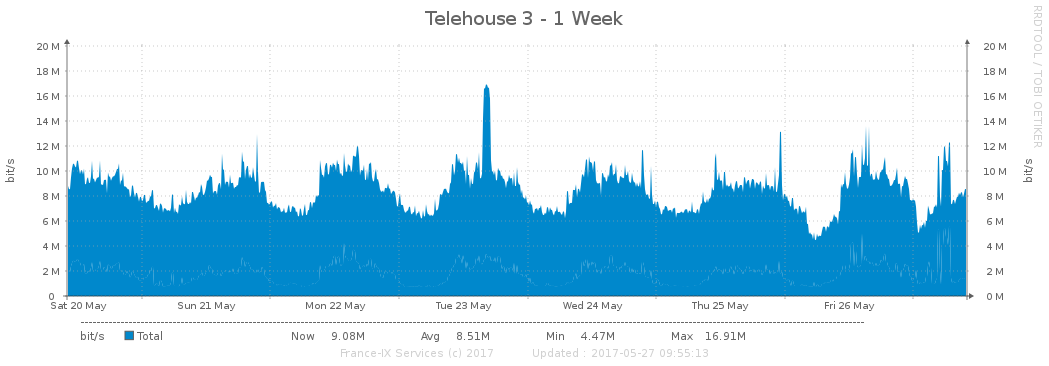 Telehouse 3 - 1 Week
RRDTOOL / TOBI OETIKER
bit/s
bit/s
20 M 20 M
18 M 18 M
16 M 16 M
14 M 14 M
12 M 12 M
10 M 10 M
8 M 8 M
6 M 6 M
4 M 4 M
2 M 2 M
0 0 M
Sat 20 May Sun 21 May Mon 22 May Tue 23 May Wed 24 May Thu 25 May Fri 26 May
bit/s Total Now 9.08M Avg 8.51M Min 4.47M Max 16.91M
France-IX Services (c) 2017 Updated : 2017-05-27 09:55:13